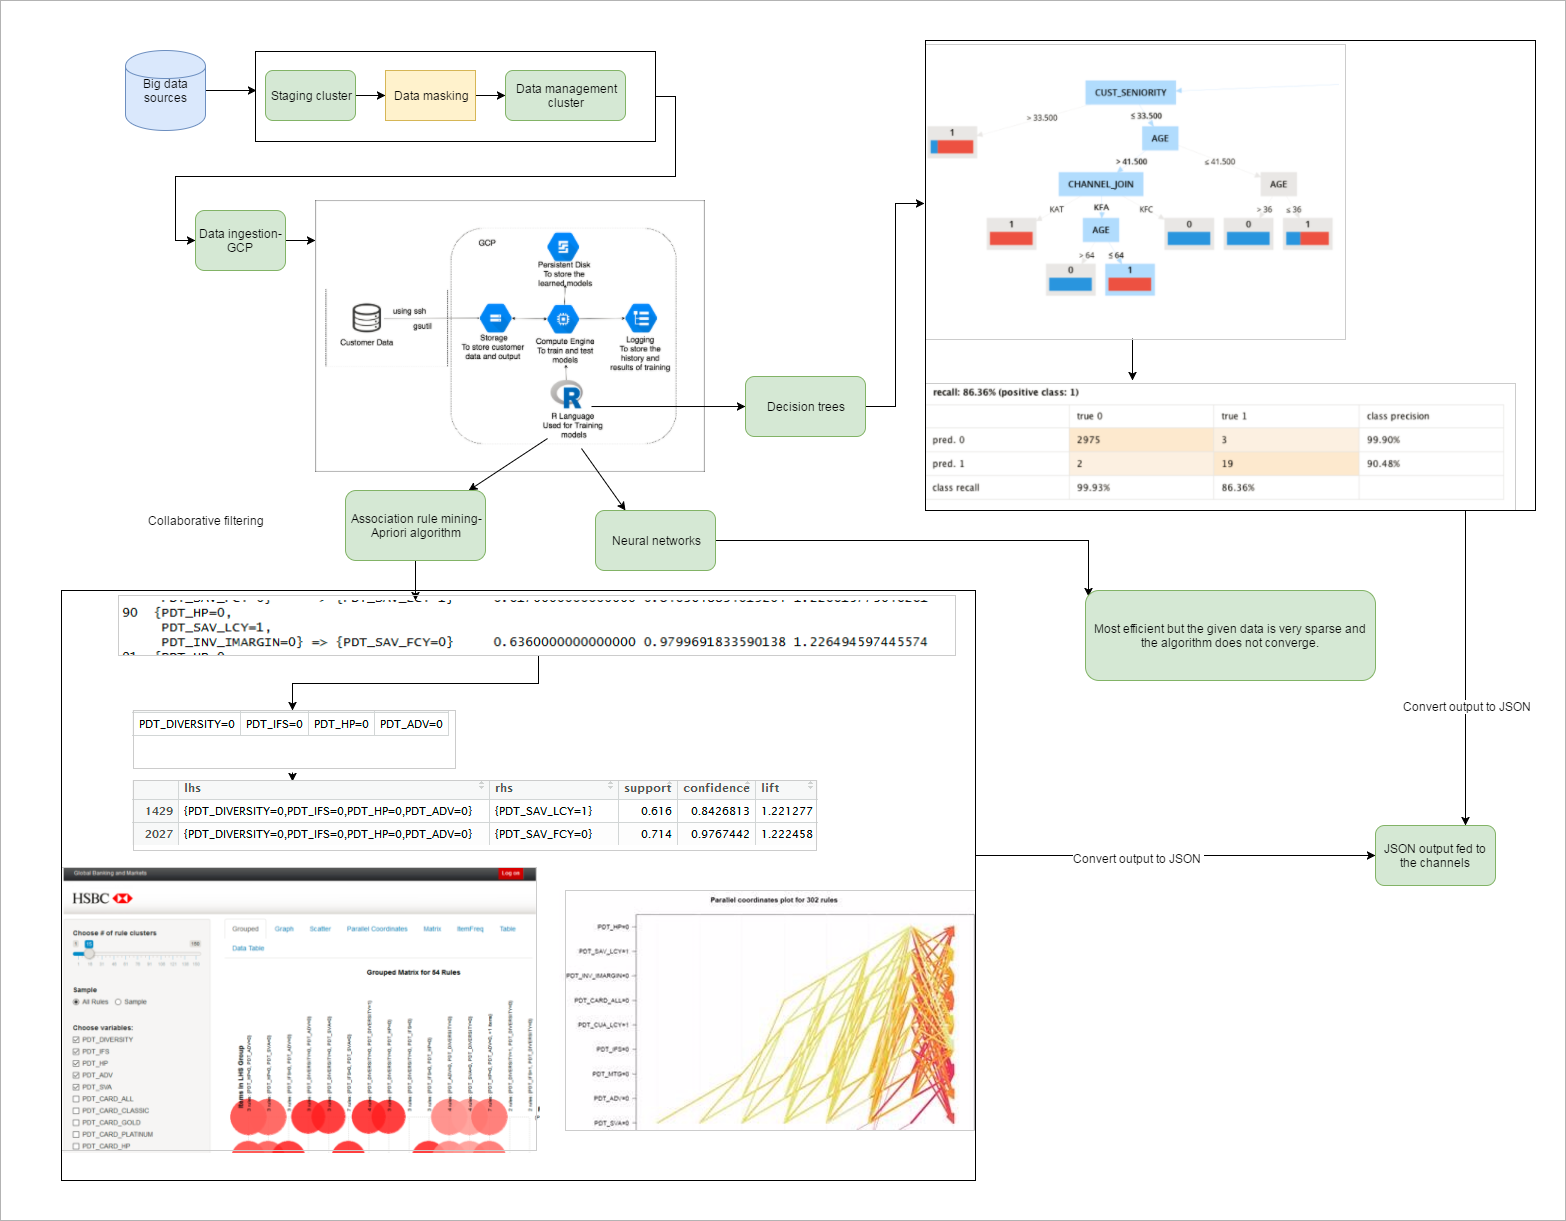 Big data
sources
Staging cluster
Data masking
Data management
cluster
Data ingestion-
GCP
GCP
Persistent Disk
To store the
learned models
using ssh
gsutil
Customer Data
Storage
To store customer
data and output
Compute Engine
To train and test
models
Logging
To store the
history and
results of training
R
R Language
Used for Training
models
Decision trees
CUST_SENIORITY
> 33.500
≤ 33.500
1
AGE
> 41.500
≤ 41.500
CHANNEL_JOIN
AGE
KAT
KFA
KFC
> 36
≤ 36
1
AGE
0
0
1
> 64
≤ 64
0
1
recall: 86.36% (positive class: 1)
true 0
true 1
class precision
pred. 0
2975
3
99.90%
pred. 1
2
19
90.48%
class recall
99.93%
86.36%
Collaborative filtering
Association rule mining-
Apriori algorithm
Neural networks
Most efficient but the given data is very sparse and
the algorithm does not converge.
Convert output to JSON
90 {PDT_HP=0,
PDT_SAV_LCY=1,
PDT_INV_IMARGIN=0} => {PDT_SAV_FCY=0} 0.6360000000000000 0.9799691833590138 1.226494597445574
PDT_DIVERSITY=0 PDT_IFS=0 PDT_HP=0 PDT_ADV=0
lhs rhs support confidence lift
1429 {PDT_DIVERSITY=0,PDT_IFS=0,PDT_HP=0,PDT_ADV=0} {PDT_SAV_LCY=1} 0.616 0.8426813 1.221277
2027 {PDT_DIVERSITY=0,PDT_IFS=0,PDT_HP=0,PDT_ADV=0} {PDT_SAV_FCY=0} 0.714 0.9767442 1.222458
Convert output to JSON
JSON output fed to
the channels
Global Banking and Markets
Log on
HSBC
Choose # of rule clusters
Sample
All Rules Sample
Choose variables:
PDT_DIVERSITY
PDT_IFS
PDT_HP
PDT_ADV
PDT_SVA
PDT_CARD_ALL
PDT_CARD_CLASSIC
PDT_CARD_GOLD
PDT_CARD_PLATINUM
PDT_CARD_HP
Grouped Graph Scatter Parallel Coordinates Matrix ItemFreq Table
Data Table
Grouped Matrix for 54 Rules
Items in LHS Group
Parallel coordinates plot for 302 rules
PDT_HP=0
PDT_SAV_LCY=1
PDT_INV_IMARGIN=0
PDT_CARD_ALL=0
PDT_CUA_LCY=1
PDT_IFS=0
PDT_MTG=0
PDT_ADV=0
PDT_SVA=0